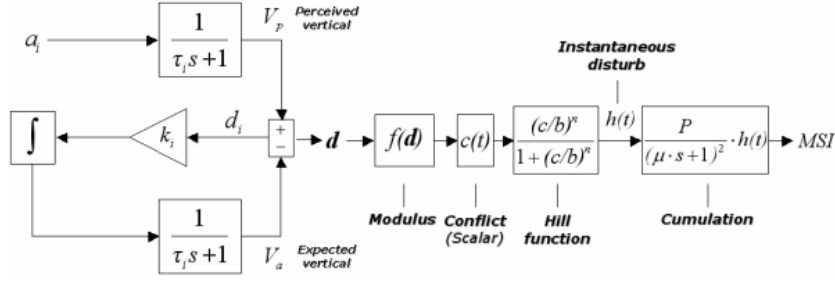 a_i
1
τ_i s+1
V_p Perceived
vertical
∫
k_i
d_i
+
−
d
f(d)
c(t)
(c/b)^n
1+(c/b)^n
Instantaneous
disturb
h(t)
P
(μ·s+1)^2
·h(t)
MSI
Modulus
Conflict
(Scalar)
Hill
function
Cumulation
1
τ_i s+1
V_a Expected
vertical